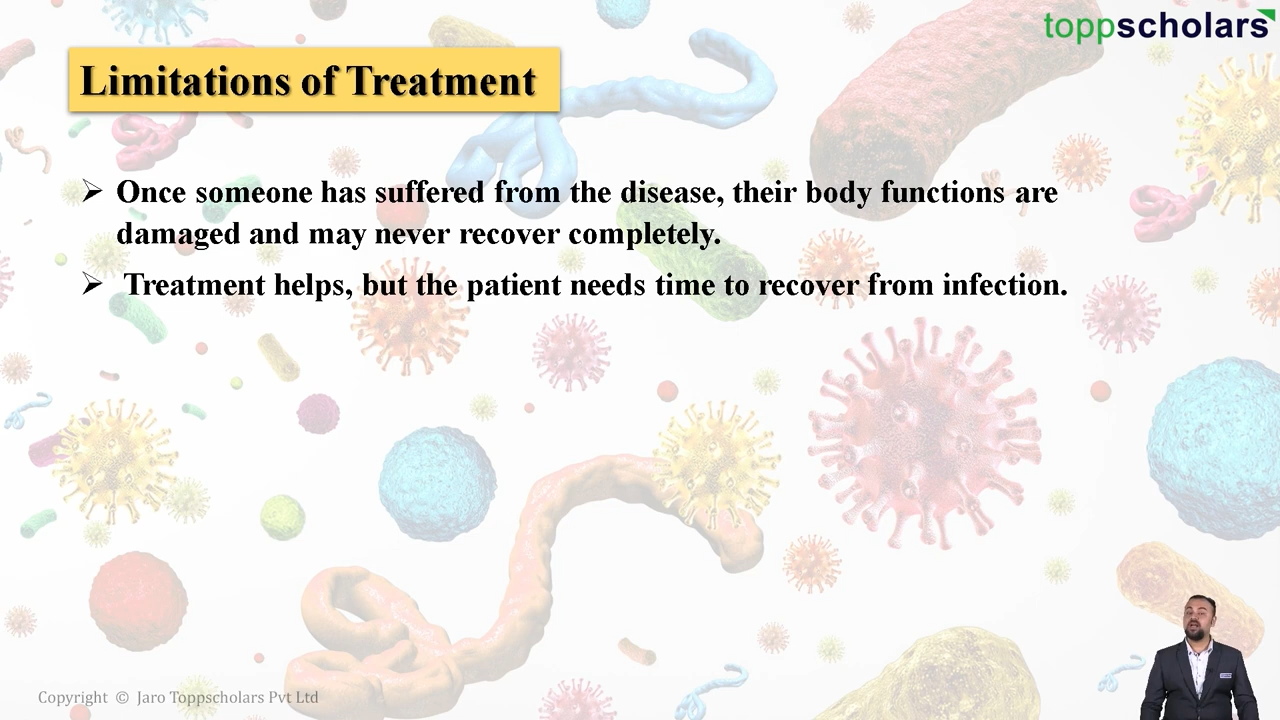 toppscholars
Limitations of Treatment
➢ Once someone has suffered from the disease, their body functions are
damaged and may never recover completely.
➢ Treatment helps, but the patient needs time to recover from infection.
Copyright © Jaro Toppscholars Pvt Ltd